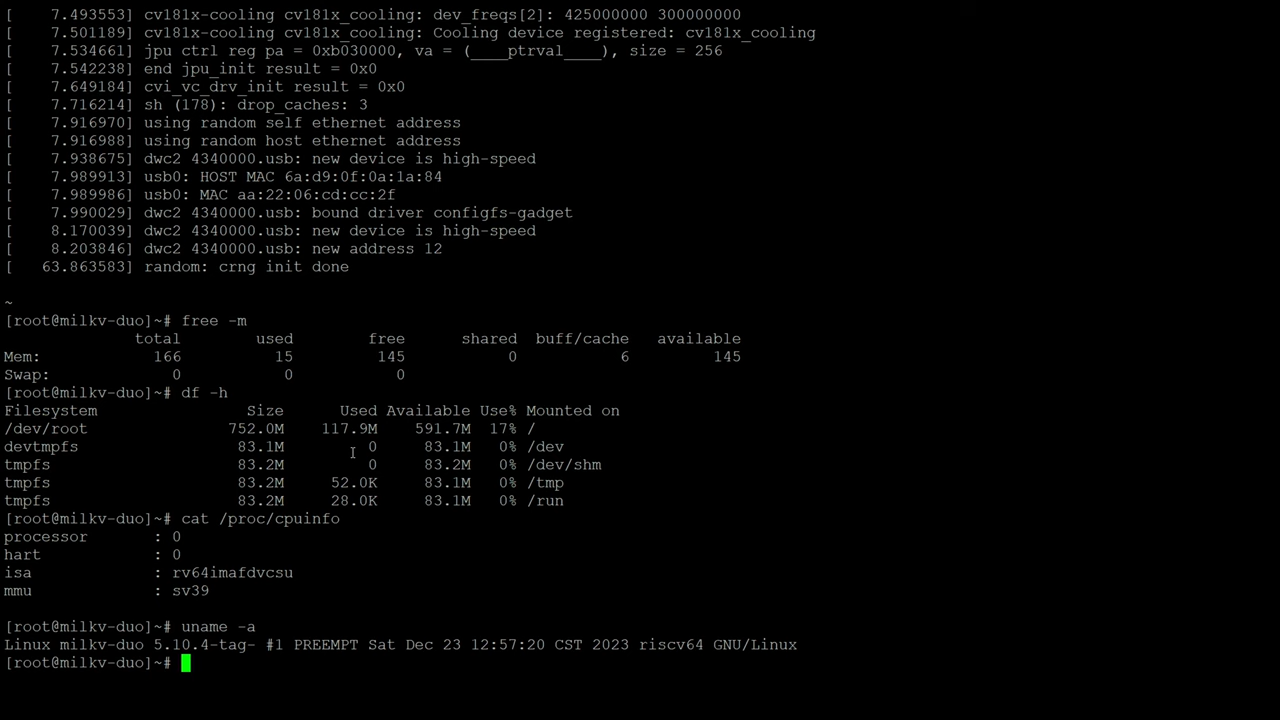 [    7.493553] cv181x-cooling cv181x_cooling: dev_freqs[2]: 425000000 300000000
[    7.501189] cv181x-cooling cv181x_cooling: Cooling device registered: cv181x_cooling
[    7.534661] jpu ctrl reg pa = 0xb030000, va = (____ptrval____), size = 256
[    7.542238] end jpu_init result = 0x0
[    7.649184] cvi_vc_drv_init result = 0x0
[    7.716214] sh (178): drop_caches: 3
[    7.916970] using random self ethernet address
[    7.916988] using random host ethernet address
[    7.938675] dwc2 4340000.usb: new device is high-speed
[    7.989913] usb0: HOST MAC 6a:d9:0f:0a:1a:84
[    7.989986] usb0: MAC aa:22:06:cd:cc:2f
[    7.990029] dwc2 4340000.usb: bound driver configfs-gadget
[    8.170039] dwc2 4340000.usb: new device is high-speed
[    8.203846] dwc2 4340000.usb: new address 12
[   63.863583] random: crng init done
~
[root@milkv-duo]~# free -m
              total        used        free      shared  buff/cache   available
Mem:            166          15         145           0           6         145
Swap:             0           0           0
[root@milkv-duo]~# df -h
Filesystem                Size      Used Available Use% Mounted on
/dev/root               752.0M    117.9M    591.7M  17% /
devtmpfs                 83.1M         0     83.1M   0% /dev
tmpfs                    83.2M         0     83.2M   0% /dev/shm
tmpfs                    83.2M     52.0K     83.1M   0% /tmp
tmpfs                    83.2M     28.0K     83.1M   0% /run
[root@milkv-duo]~# cat /proc/cpuinfo
processor       : 0
hart            : 0
isa             : rv64imafdvcsu
mmu             : sv39
[root@milkv-duo]~# uname -a
Linux milkv-duo 5.10.4-tag- #1 PREEMPT Sat Dec 23 12:57:20 CST 2023 riscv64 GNU/Linux
[root@milkv-duo]~#